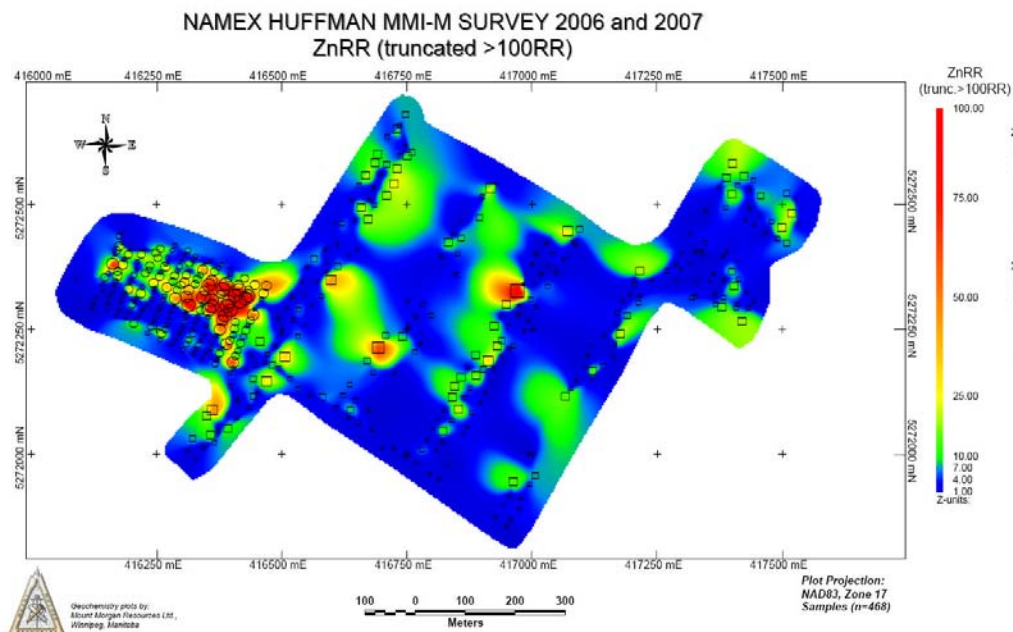 NAMEX HUFFMAN MMI-M SURVEY 2006 and 2007
ZnRR (truncated >100RR)
416000 mE 416250 mE 416500 mE 416750 mE 417000 mE 417250 mE 417500 mE
ZnRR
(trunc.>100RR)
100.00
75.00
50.00
25.00
10.00
7.00
4.00
1.00
Z-units:
N
W E
S
5272500 mN
5272250 mN
5272000 mN
5272500 mN
5272250 mN
5272000 mN
416250 mE 416500 mE 416750 mE 417000 mE 417250 mE 417500 mE
Geochemistry plots by:
Mount Morgan Resources Ltd.,
Winnipeg, Manitoba
100 0 100 200 300
Meters
Plot Projection:
NAD83, Zone 17
Samples (n=468)